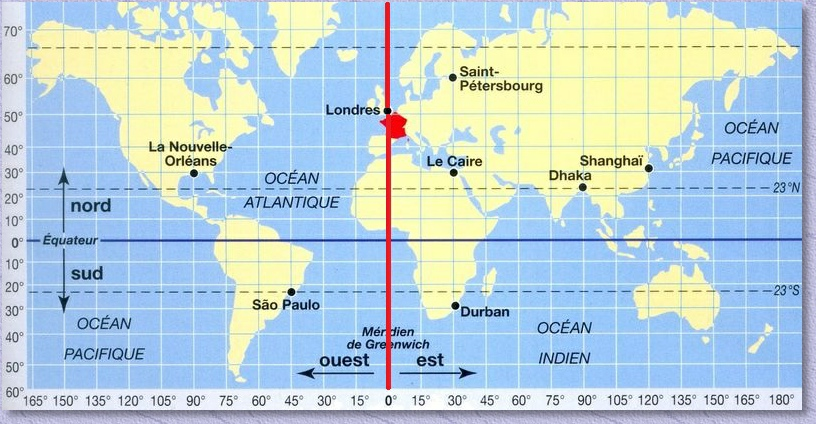 70°
60°
50°
40°
30°
20°
10°
0°
10°
20°
30°
40°
50°
60°
Saint-
Pétersbourg
Londres
La Nouvelle-
Orléans
Le Caire
Shanghaï
Dhaka
OCÉAN
PACIFIQUE
OCÉAN
ATLANTIQUE
23°N
nord
Équateur
sud
23°S
São Paulo
Durban
OCÉAN
PACIFIQUE
Méridien
de Greenwich
ouest est
OCÉAN
INDIEN
165° 150° 135° 120° 105° 90° 75° 60° 45° 30° 15° 0° 15° 30° 45° 60° 75° 90° 105° 120° 135° 150° 165° 180°